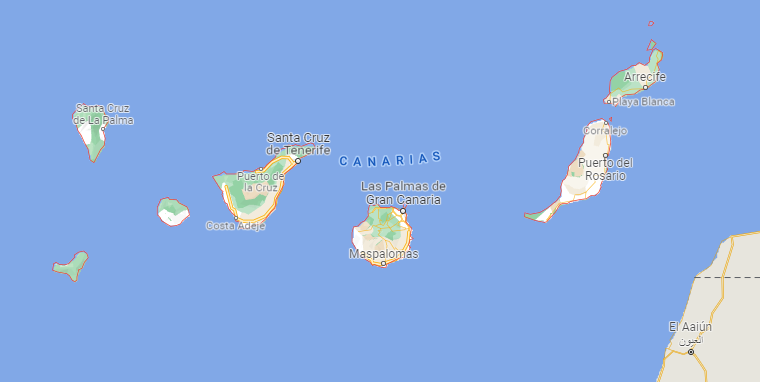 Arrecife
Playa Blanca
Santa Cruz
de La Palma
Corralejo
Santa Cruz
de Tenerife
CANARIAS
Puerto del
Rosario
Puerto de
la Cruz
Las Palmas de
Gran Canaria
Costa Adeje
Maspalomas
El Aaiún
العيون